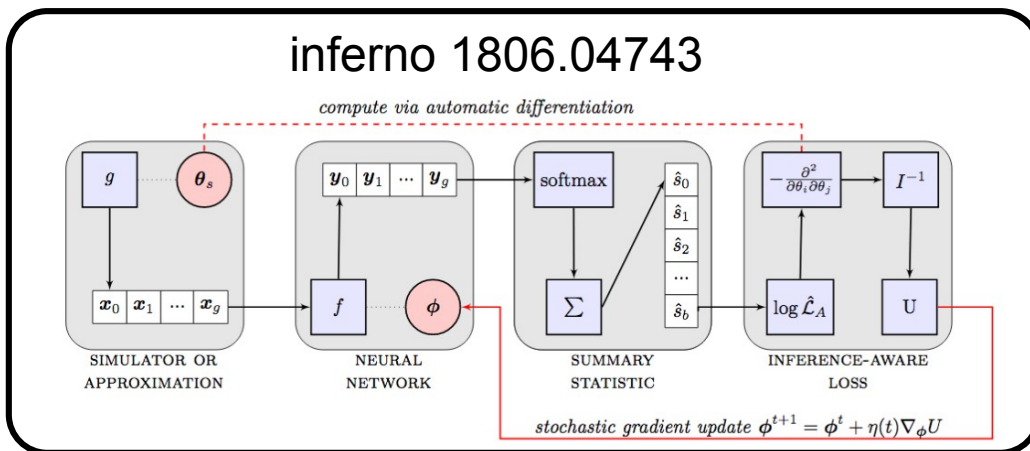 inferno 1806.04743
compute via automatic differentiation
g θ_s
x_0 x_1 ... x_g
SIMULATOR OR
APPROXIMATION
y_0 y_1 ... y_g
f ϕ
NEURAL
NETWORK
softmax
∑
ŝ_0
ŝ_1
ŝ_2
...
ŝ_b
SUMMARY
STATISTIC
−∂²/∂θ_i∂θ_j I⁻¹
log L̂_A U
INFERENCE-AWARE
LOSS
stochastic gradient update ϕ^{t+1} = ϕ^t + η(t)∇_ϕ U